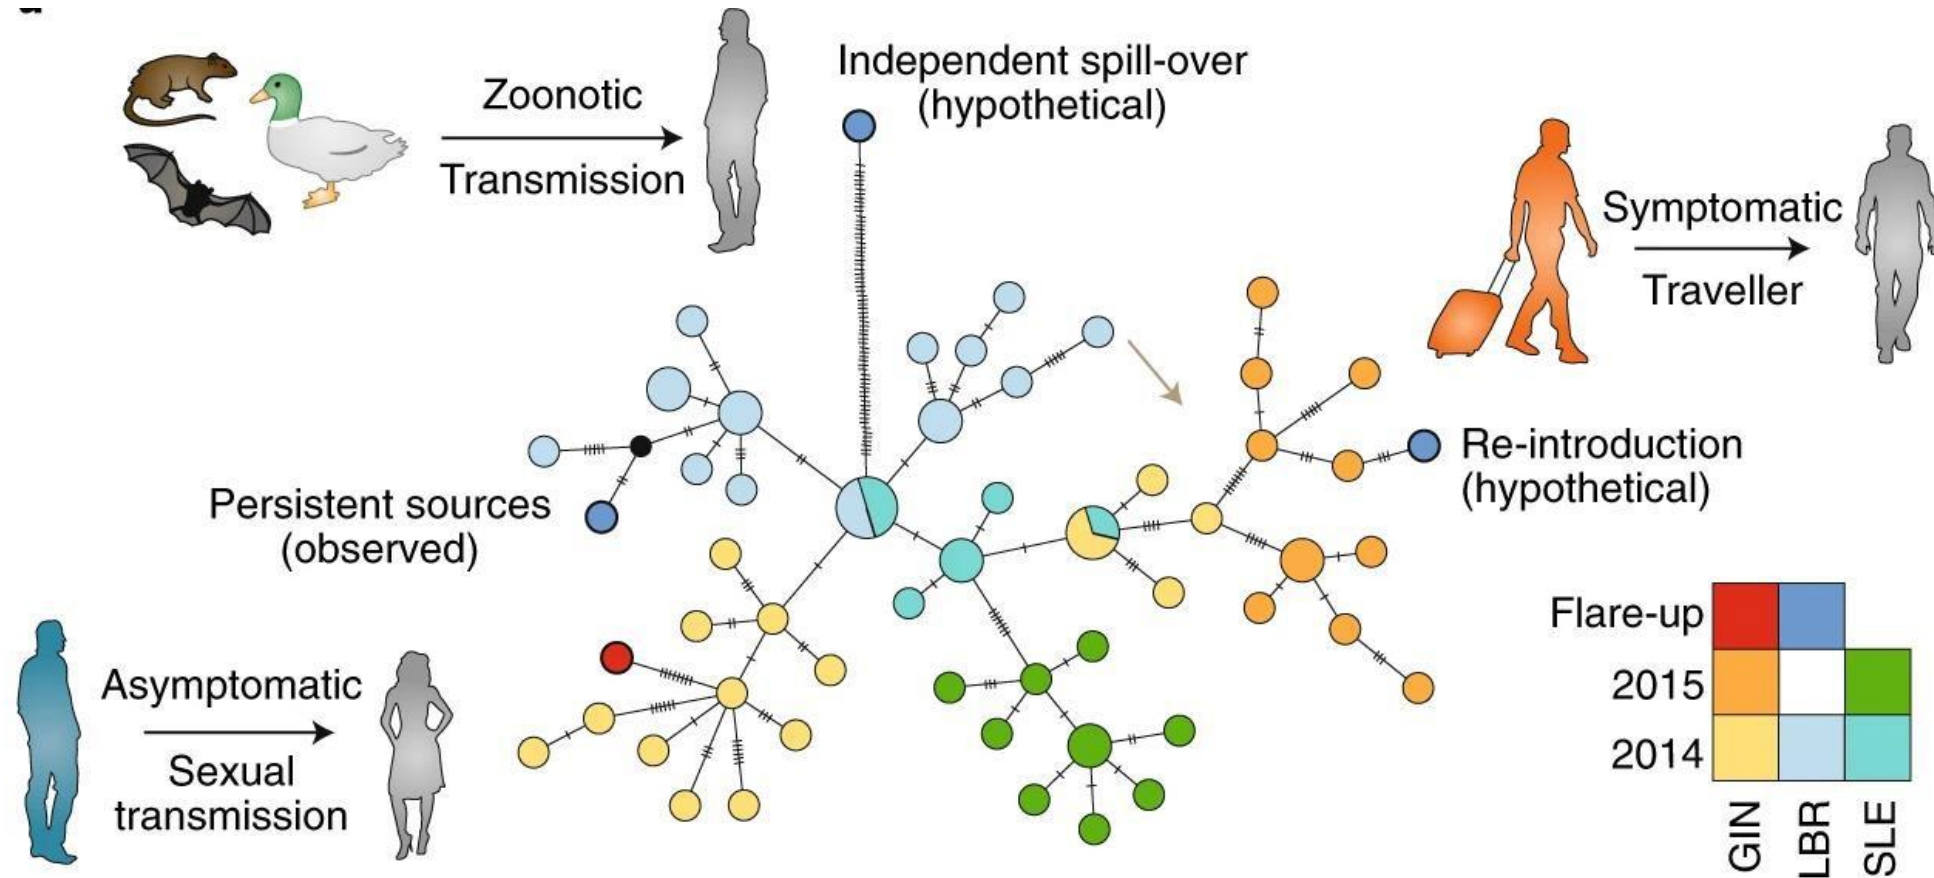 Zoonotic
Transmission
Independent spill-over
(hypothetical)
Symptomatic
Traveller
Re-introduction
(hypothetical)
Persistent sources
(observed)
Asymptomatic
Sexual
transmission
Flare-up
2015
2014
GIN
LBR
SLE